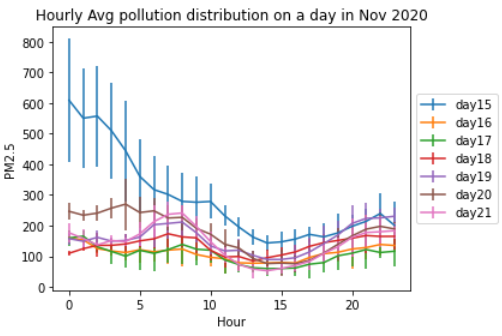 Hourly Avg pollution distribution on a day in Nov 2020
800
700
600
500
400
300
200
100
0
PM2.5
0 5 10 15 20
Hour
day15
day16
day17
day18
day19
day20
day21